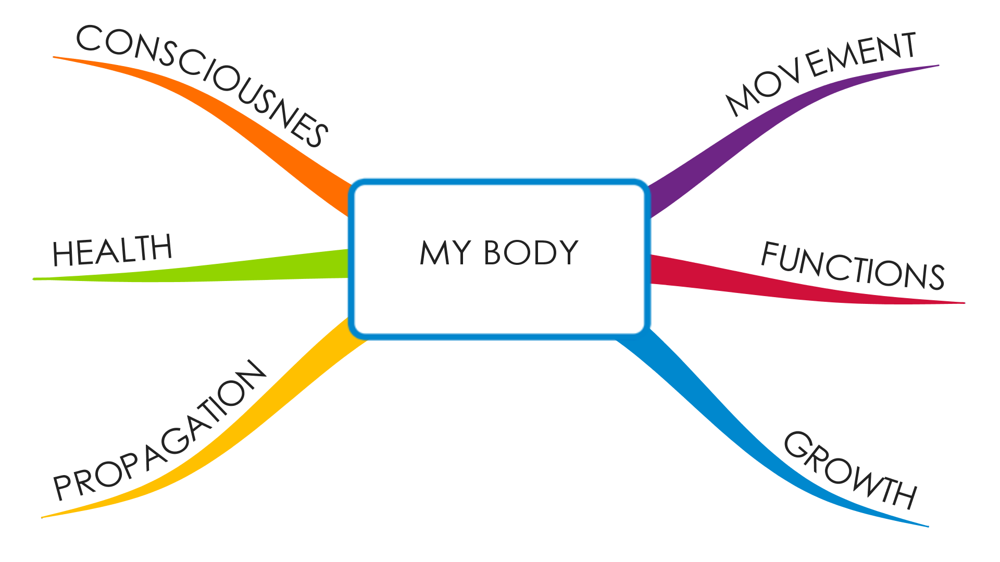 CONSCIOUSNES
MOVEMENT
HEALTH
MY BODY
FUNCTIONS
PROPAGATION
GROWTH